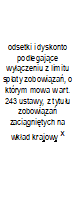 odsetki i dyskonto
podlegające
wyłączeniu z limitu
spłaty zobowiązań, o
którym mowa w art.
243 ustawy, z tytułu
zobowiązań
zaciągniętych na
wkład krajowy x